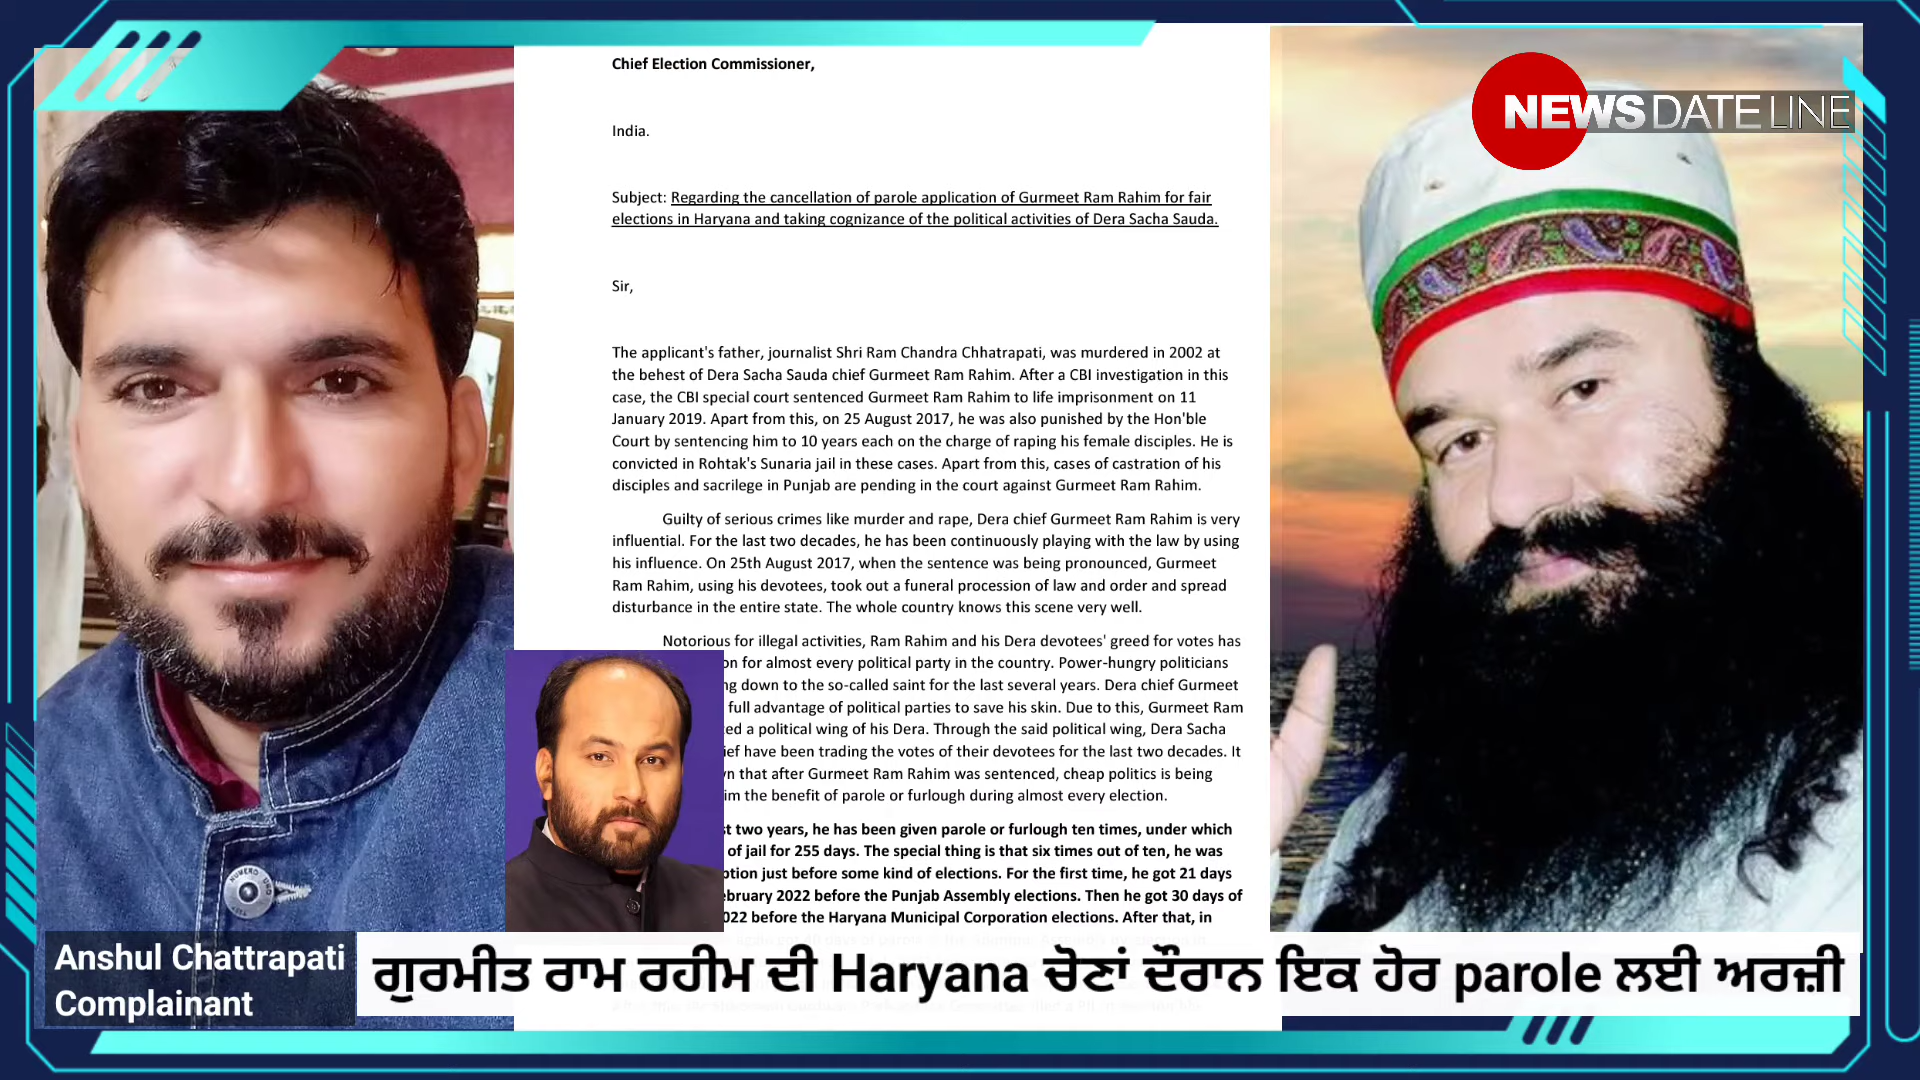 NEWS DATE LINE
Chief Election Commissioner,
India.
Subject: Regarding the cancellation of parole application of Gurmeet Ram Rahim for fair
elections in Haryana and taking cognizance of the political activities of Dera Sacha Sauda.
Sir,
The applicant's father, journalist Shri Ram Chandra Chhatrapati, was murdered in 2002 at
the behest of Dera Sacha Sauda chief Gurmeet Ram Rahim. After a CBI investigation in this
case, the CBI special court sentenced Gurmeet Ram Rahim to life imprisonment on 11
January 2019. Apart from this, on 25 August 2017, he was also punished by the Hon'ble
Court by sentencing him to 10 years each on the charge of raping his female disciples. He is
convicted in Rohtak's Sunaria jail in these cases. Apart from this, cases of castration of his
disciples and sacrilege in Punjab are pending in the court against Gurmeet Ram Rahim.
Guilty of serious crimes like murder and rape, Dera chief Gurmeet Ram Rahim is very
influential. For the last two decades, he has been continuously playing with the law by using
his influence. On 25th August 2017, when the sentence was being pronounced, Gurmeet
Ram Rahim, using his devotees, took out a funeral procession of law and order and spread
disturbance in the entire state. The whole country knows this scene very well.
Notorious for illegal activities, Ram Rahim and his Dera devotees' greed for votes has
for almost every political party in the country. Power-hungry politicians
down to the so-called saint for the last several years. Dera chief Gurmeet
full advantage of political parties to save his skin. Due to this, Gurmeet Ram
a political wing of his Dera. Through the said political wing, Dera Sacha
have been trading the votes of their devotees for the last two decades. It
that after Gurmeet Ram Rahim was sentenced, cheap politics is being
the benefit of parole or furlough during almost every election.
two years, he has been given parole or furlough ten times, under which
of jail for 255 days. The special thing is that six times out of ten, he was
just before some kind of elections. For the first time, he got 21 days
2022 before the Punjab Assembly elections. Then he got 30 days of
before the Haryana Municipal Corporation elections. After that, in
NUMERO UNO
Anshul Chattrapati
Complainant
ਗੁਰਮੀਤ ਰਾਮ ਰਹੀਮ ਦੀ Haryana ਚੋਣਾਂ ਦੌਰਾਨ ਇਕ ਹੋਰ parole ਲਈ ਅਰਜ਼ੀ